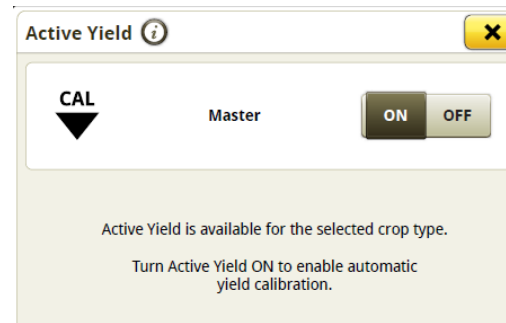 Active Yield i
CAL
Master
ON OFF
Active Yield is available for the selected crop type.
Turn Active Yield ON to enable automatic
yield calibration.